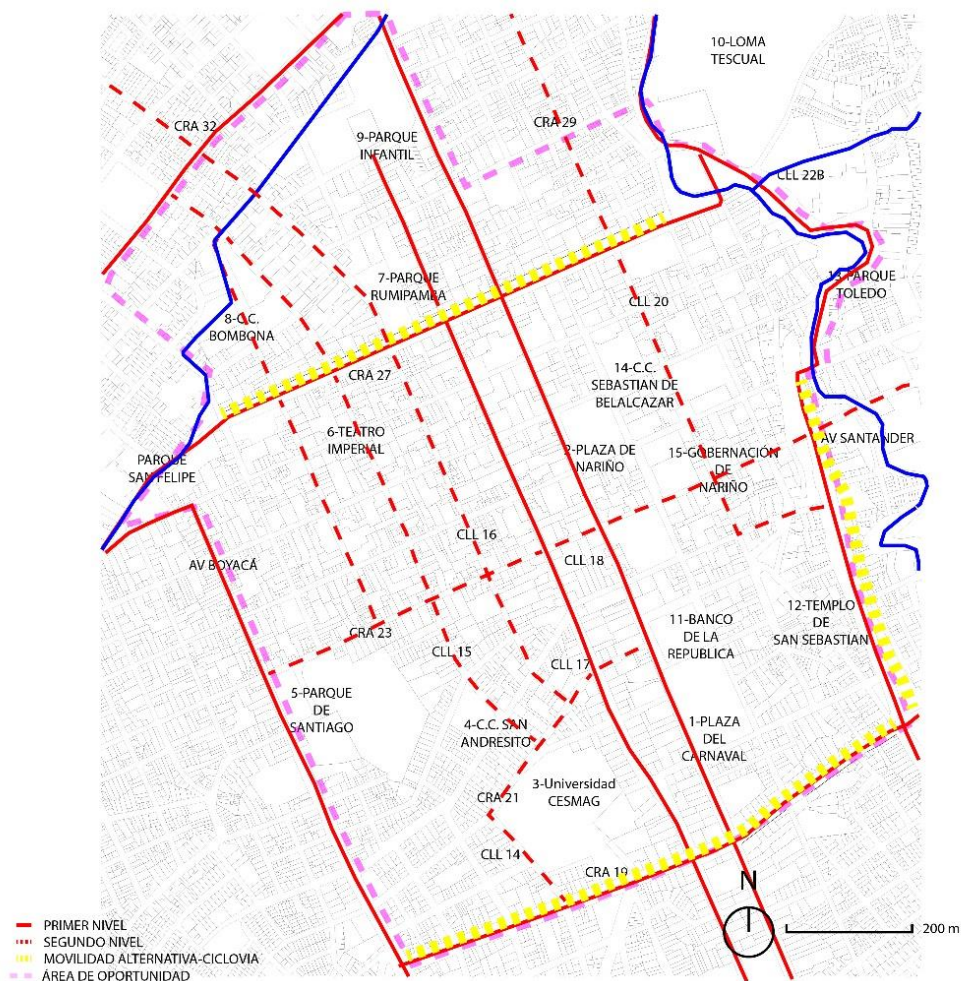 10-LOMA
TESCUAL
CRA 32
CRA 29
9-PARQUE
INFANTIL
CLL 22B
7-PARQUE
RUMIPAMBA
13-PARQUE
TOLEDO
CLL 20
8-C.C.
BOMBONA
14-C.C.
SEBASTIAN DE
BELALCAZAR
CRA 27
6-TEATRO
IMPERIAL
AV SANTANDER
2-PLAZA DE
NARIÑO
15-GOBERNACIÓN
DE
NARIÑO
PARQUE
SAN FELIPE
CLL 16
CLL 18
AV BOYACÁ
12-TEMPLO
DE
SAN SEBASTIAN
11-BANCO
DE LA
REPUBLICA
CRA 23
CLL 15
CLL 17
5-PARQUE
DE
SANTIAGO
4-C.C. SAN
ANDRESITO
1-PLAZA
DEL
CARNAVAL
3-Universidad
CESMAG
CRA 21
CLL 14
CRA 19
N
200 m
PRIMER NIVEL
SEGUNDO NIVEL
MOVILIDAD ALTERNATIVA-CICLOVIA
ÁREA DE OPORTUNIDAD